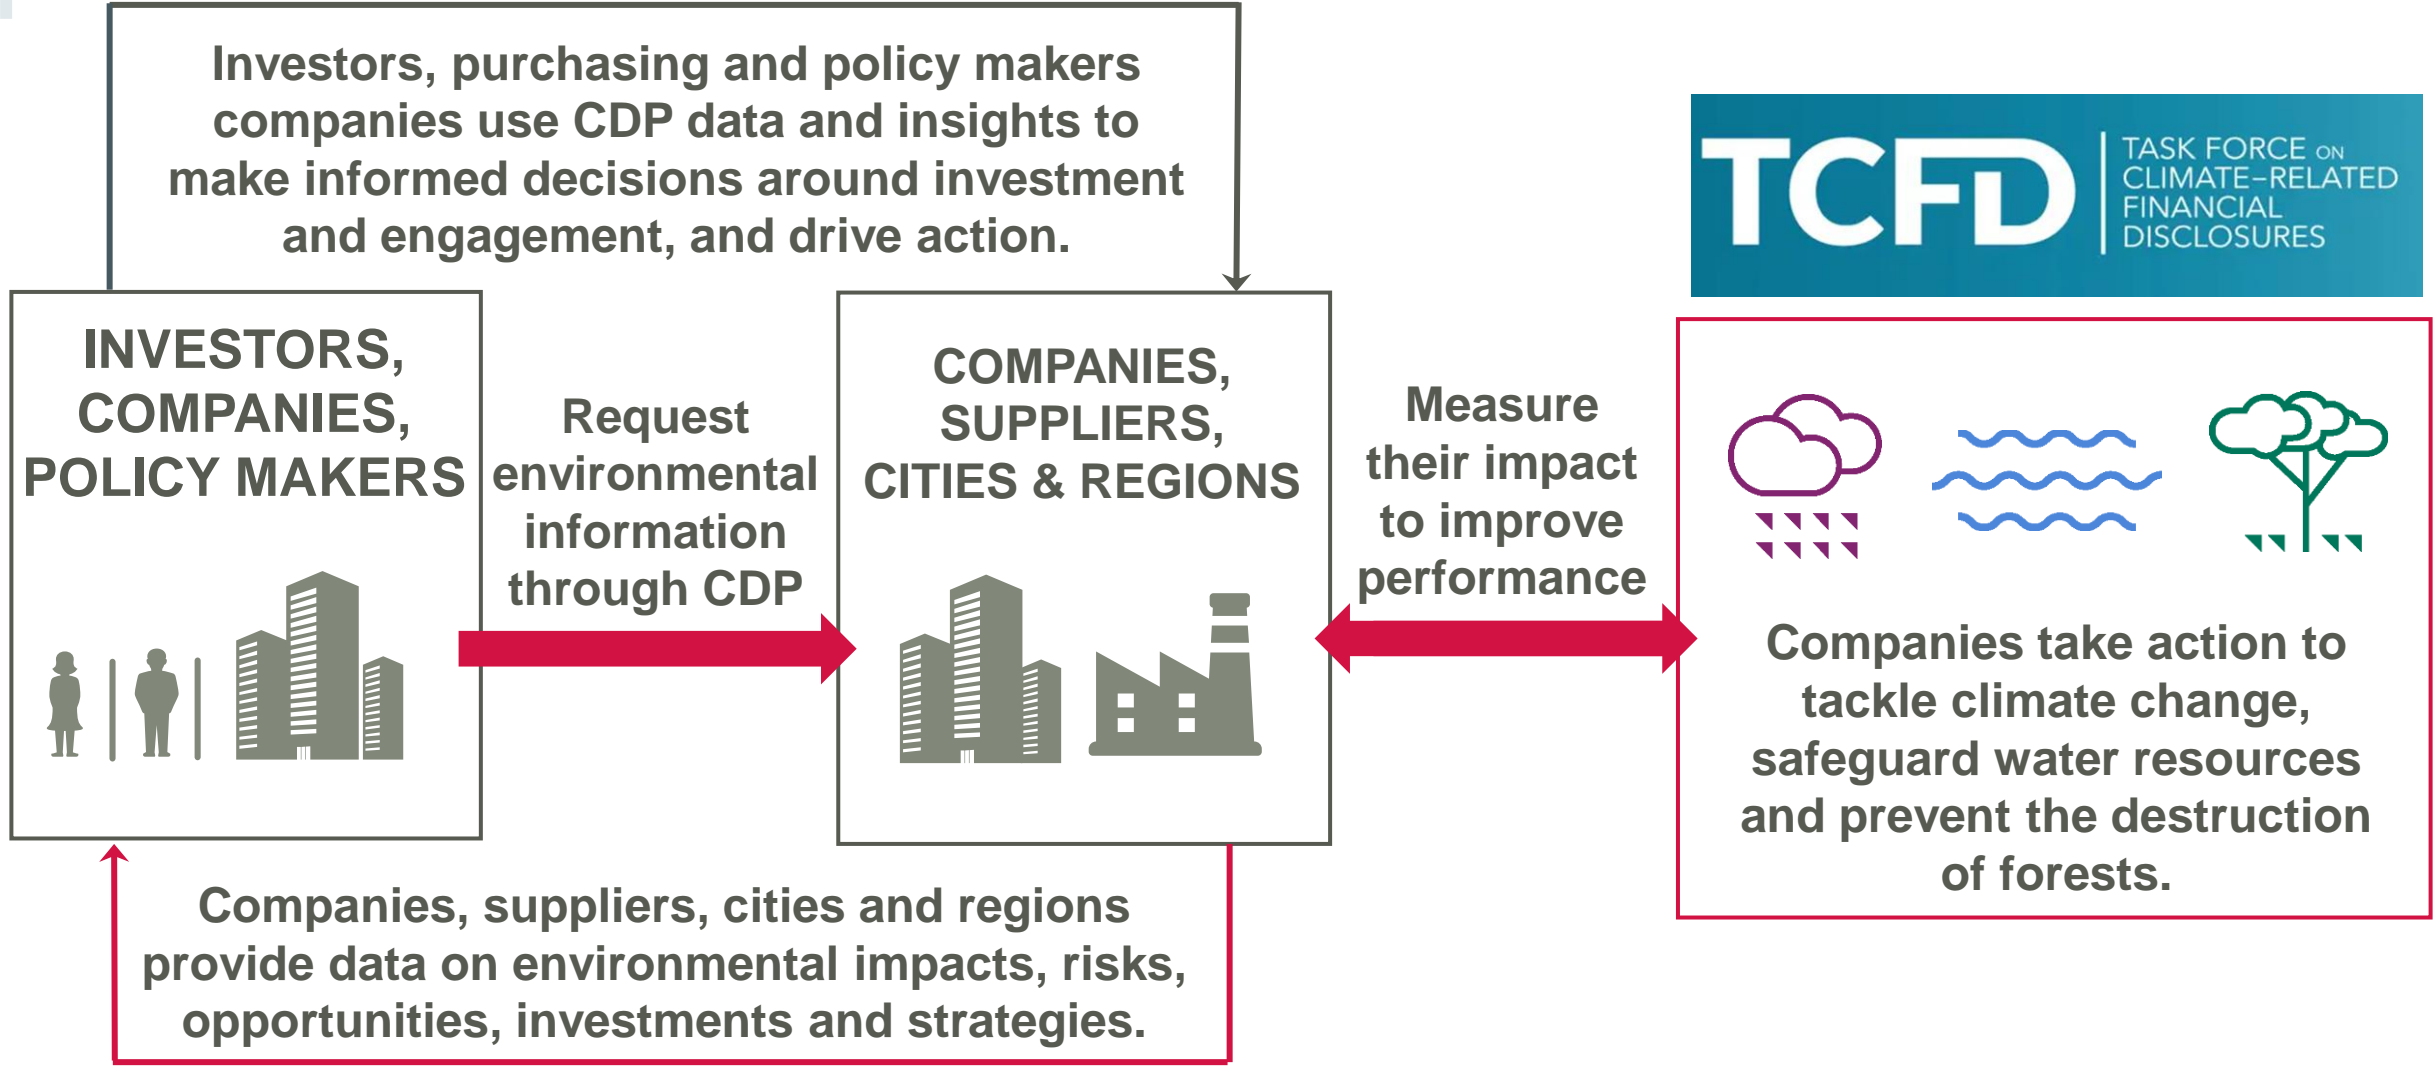 Investors, purchasing and policy makers
companies use CDP data and insights to
make informed decisions around investment
and engagement, and drive action.
TCFD
TASK FORCE ON
CLIMATE-RELATED
FINANCIAL
DISCLOSURES
INVESTORS,
COMPANIES,
POLICY MAKERS
Request
environmental
information
through CDP
COMPANIES,
SUPPLIERS,
CITIES & REGIONS
Measure
their impact
to improve
performance
Companies take action to
tackle climate change,
safeguard water resources
and prevent the destruction
of forests.
Companies, suppliers, cities and regions
provide data on environmental impacts, risks,
opportunities, investments and strategies.